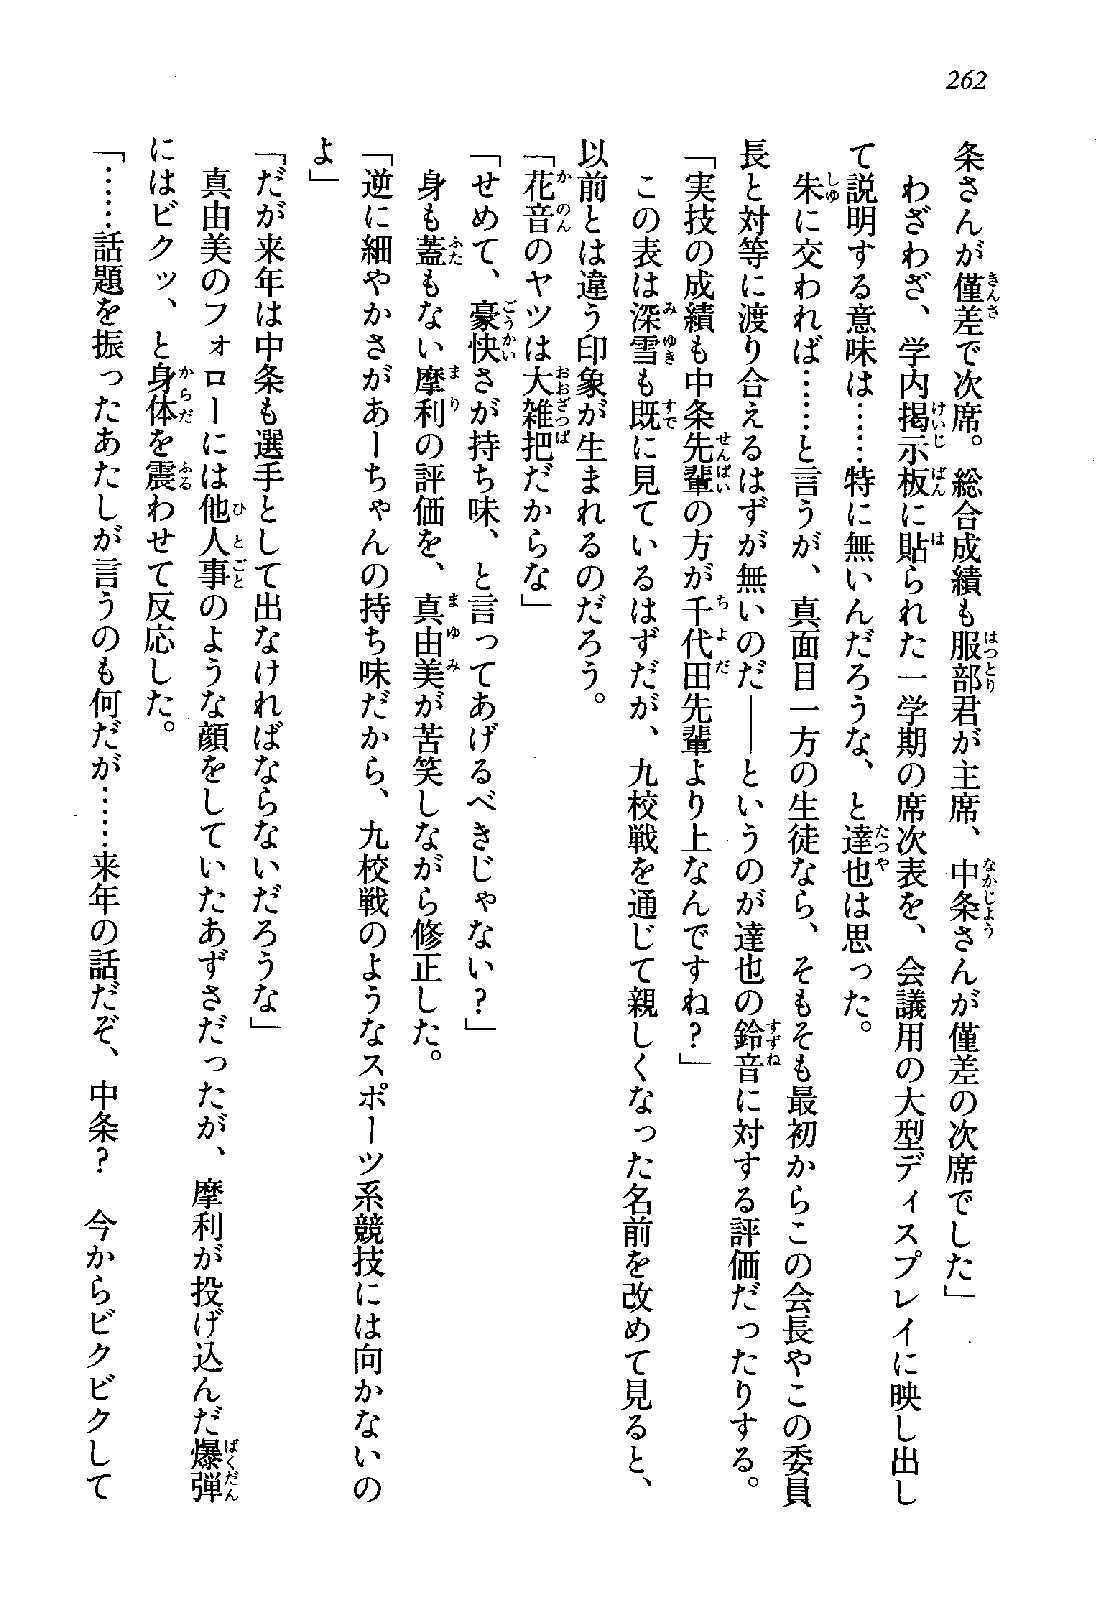 262
条さんが僅差で次席。総合成績も服部君が主席、中条さんが僅差の次席でした」
わざわざ、学内掲示板に貼られた一学期の席次表を、会議用の大型ディスプレイに映し出し
て説明する意味は……特に無いんだろうな、と達也は思った。
朱に交われば……と言うが、真面目一方の生徒なら、そもそも最初からこの会長やこの委員
長と対等に渡り合えるはずが無いのだ――というのが達也の鈴音に対する評価だったりする。
「実技の成績も中条先輩の方が千代田先輩より上なんですね？」
この表は深雪も既に見ているはずだが、九校戦を通じて親しくなった名前を改めて見ると、
以前とは違う印象が生まれるのだろう。
「花音のヤツは大雑把だからな」
「せめて、豪快さが持ち味、と言ってあげるべきじゃない？」
身も蓋もない摩利の評価を、真由美が苦笑しながら修正した。
「逆に細やかさがあーちゃんの持ち味だから、九校戦のようなスポーツ系競技には向かないの
よ」
「だが来年は中条も選手として出なければならないだろうな」
真由美のフォローには他人事のような顔をしていたあずさだったが、摩利が投げ込んだ爆弾
にはビクッ、と身体を震わせて反応した。
「……話題を振ったあたしが言うのも何だが……来年の話だぞ、中条？　今からビクビクして